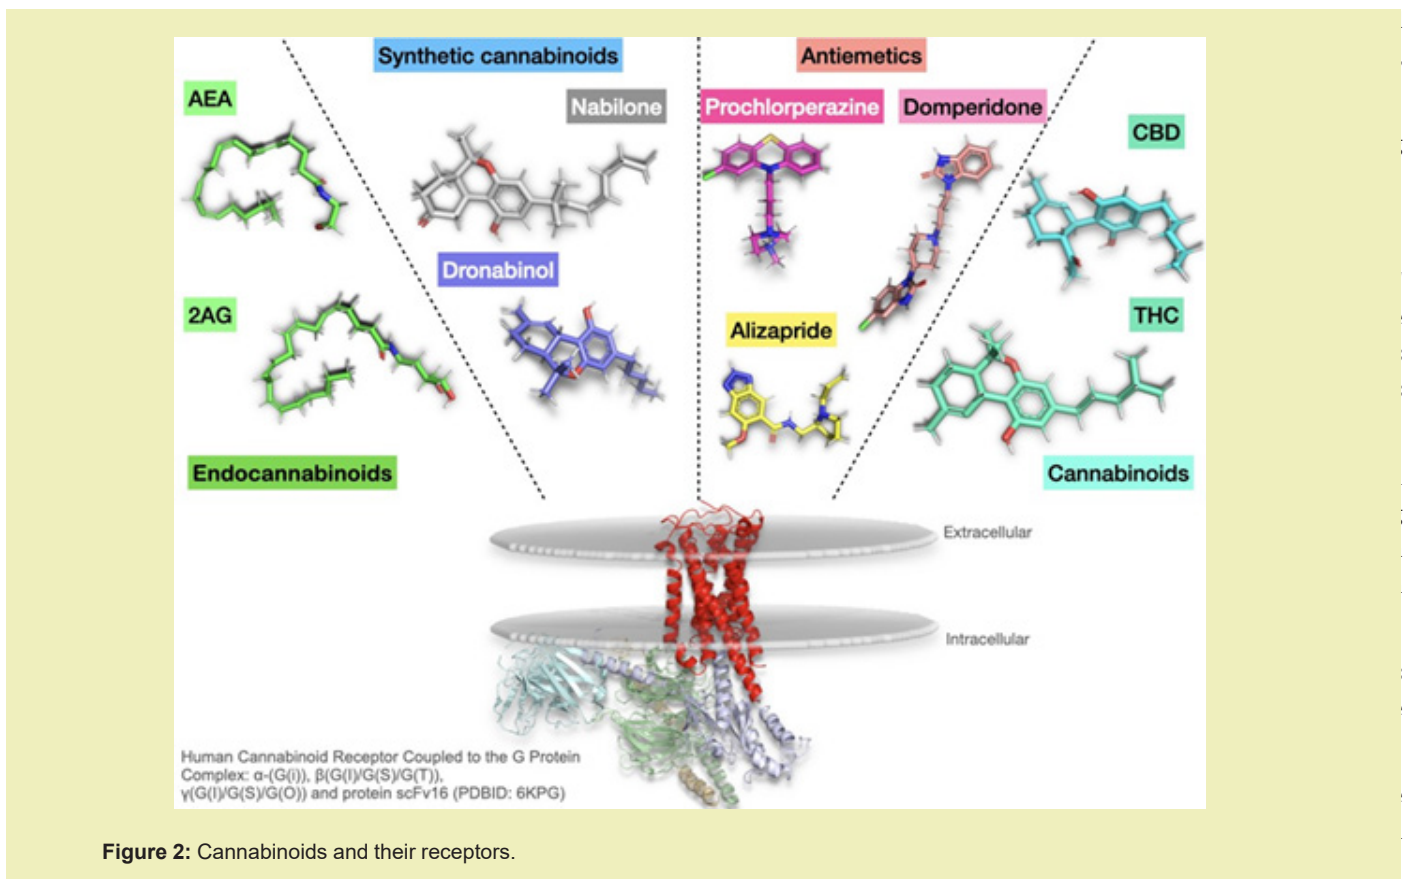 Synthetic cannabinoids
Antiemetics
AEA
Nabilone
Prochlorperazine
Domperidone
CBD
Dronabinol
2AG
Alizapride
THC
Endocannabinoids
Cannabinoids
Extracellular
Intracellular
Human Cannabinoid Receptor Coupled to the G Protein
Complex: α-(G(i)), β(G(I)/G(S)/G(T)),
γ(G(I)/G(S)/G(O)) and protein scFv16 (PDBID: 6KPG)
Figure 2: Cannabinoids and their receptors.